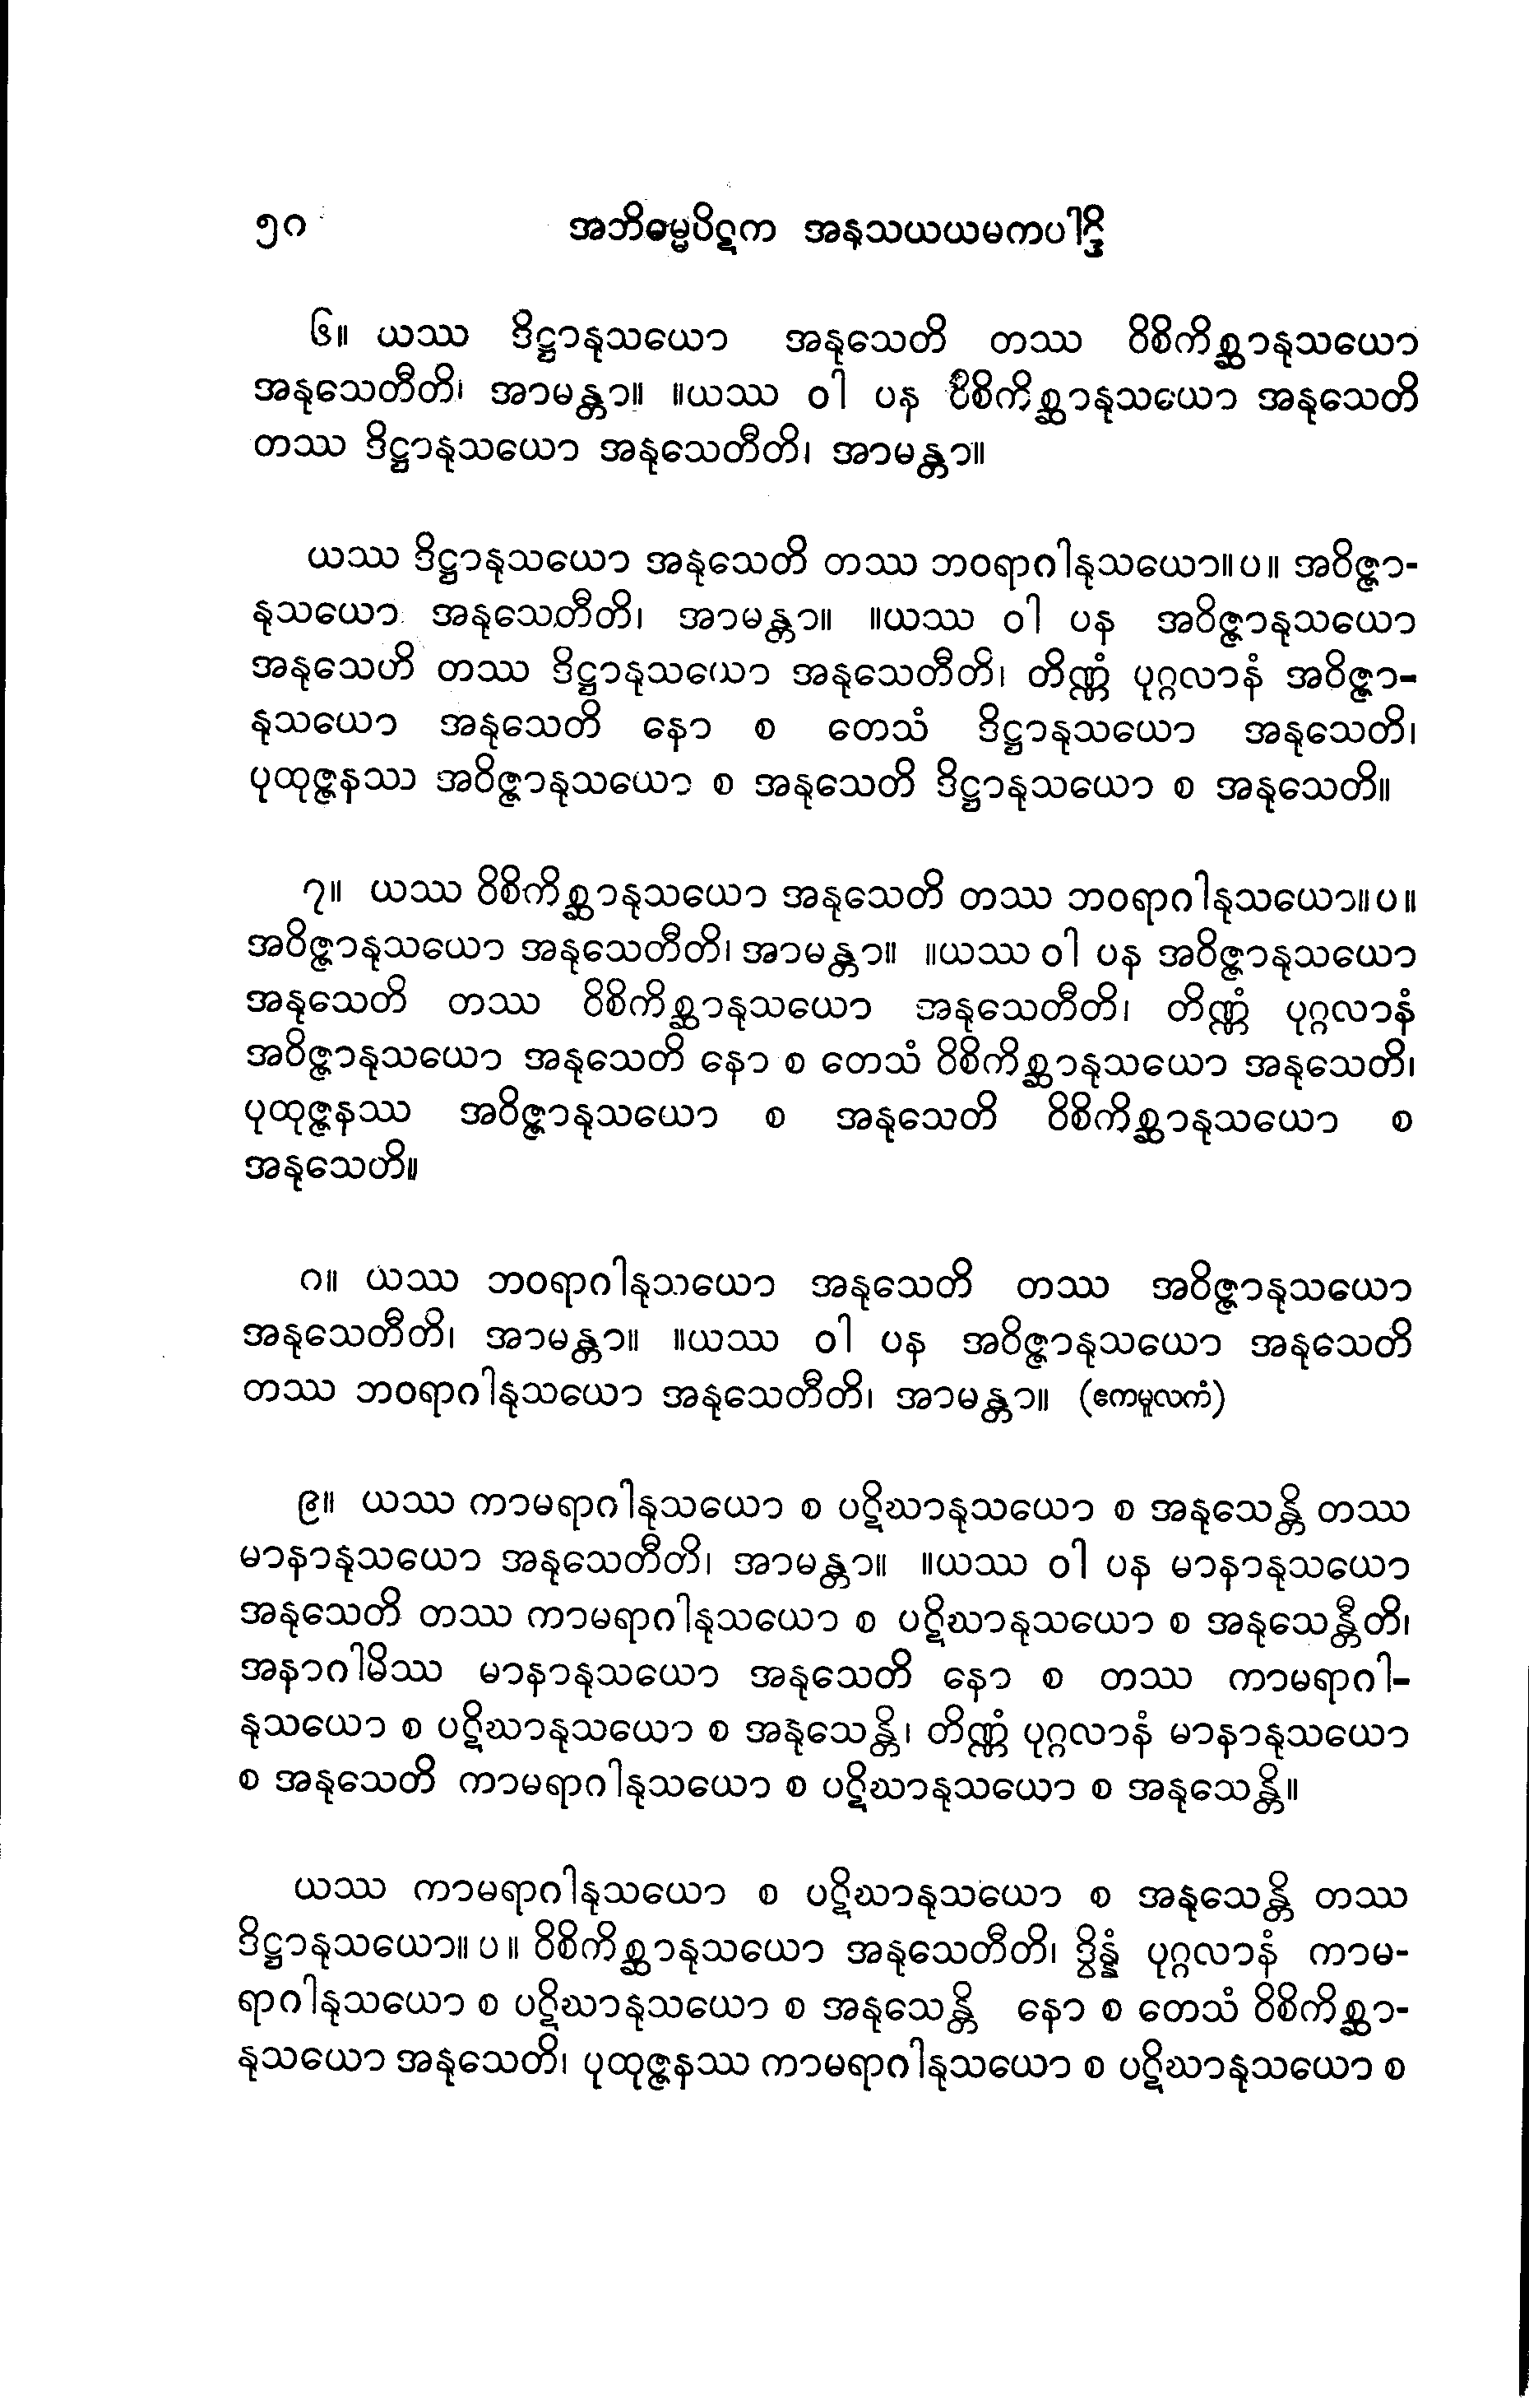 ၅ဂ အဘိဓမ္မပိဋက အနုသယယမကပါဠိ
၆။ ယဿ ဒိဋ္ဌာနုသယော အနုသေတိ တဿ ဝိစိကိစ္ဆာနုသယော
အနုသေတီတိ၊ အာမန္တာ။ ။ယဿ ဝါ ပန ဝိစိကိစ္ဆာနုသယော အနုသေတိ
တဿ ဒိဋ္ဌာနုသယော အနုသေတီတိ၊ အာမန္တာ။
ယဿ ဒိဋ္ဌာနုသယော အနုသေတိ တဿ ဘဝရာဂါနုသယော။ပ။ အဝိဇ္ဇာ-
နုသယော အနုသေတီတိ၊ အာမန္တာ။ ။ယဿ ဝါ ပန အဝိဇ္ဇာနုသယော
အနုသေတိ တဿ ဒိဋ္ဌာနုသယော အနုသေတီတိ၊ တိဏ္ဏံ ပုဂ္ဂလာနံ အဝိဇ္ဇာ-
နုသယော အနုသေတိ နော စ တေသံ ဒိဋ္ဌာနုသယော အနုသေတိ၊
ပုထုဇ္ဇနဿ အဝိဇ္ဇာနုသယော စ အနုသေတိ ဒိဋ္ဌာနုသယော စ အနုသေတိ။
၇။ ယဿ ဝိစိကိစ္ဆာနုသယော အနုသေတိ တဿ ဘဝရာဂါနုသယော။ပ။
အဝိဇ္ဇာနုသယော အနုသေတီတိ၊ အာမန္တာ။ ။ယဿ ဝါ ပန အဝိဇ္ဇာနုသယော
အနုသေတိ တဿ ဝိစိကိစ္ဆာနုသယော အနုသေတီတိ၊ တိဏ္ဏံ ပုဂ္ဂလာနံ
အဝိဇ္ဇာနုသယော အနုသေတိ နော စ တေသံ ဝိစိကိစ္ဆာနုသယော အနုသေတိ၊
ပုထုဇ္ဇနဿ အဝိဇ္ဇာနုသယော စ အနုသေတိ ဝိစိကိစ္ဆာနုသယော စ
အနုသေတိ။
ဂ။ ယဿ ဘဝရာဂါနုသယော အနုသေတိ တဿ အဝိဇ္ဇာနုသယော
အနုသေတီတိ၊ အာမန္တာ။ ။ယဿ ဝါ ပန အဝိဇ္ဇာနုသယော အနုသေတိ
တဿ ဘဝရာဂါနုသယော အနုသေတီတိ၊ အာမန္တာ။ (ဧကမူလကံ)
၉။ ယဿ ကာမရာဂါနုသယော စ ပဋိဃာနုသယော စ အနုသေန္တိ တဿ
မာနာနုသယော အနုသေတီတိ၊ အာမန္တာ။ ။ယဿ ဝါ ပန မာနာနုသယော
အနုသေတိ တဿ ကာမရာဂါနုသယော စ ပဋိဃာနုသယော စ အနုသေန္တီတိ၊
အနာဂါမိဿ မာနာနုသယော အနုသေတိ နော စ တဿ ကာမရာဂါ-
နုသယော စ ပဋိဃာနုသယော စ အနုသေန္တိ၊ တိဏ္ဏံ ပုဂ္ဂလာနံ မာနာနုသယော
စ အနုသေတိ ကာမရာဂါနုသယော စ ပဋိဃာနုသယော စ အနုသေန္တိ။
ယဿ ကာမရာဂါနုသယော စ ပဋိဃာနုသယော စ အနုသေန္တိ တဿ
ဒိဋ္ဌာနုသယော။ပ။ ဝိစိကိစ္ဆာနုသယော အနုသေတီတိ၊ ဒွိန္နံ ပုဂ္ဂလာနံ ကာမ-
ရာဂါနုသယော စ ပဋိဃာနုသယော စ အနုသေန္တိ နော စ တေသံ ဝိစိကိစ္ဆာ-
နုသယော အနုသေတိ၊ ပုထုဇ္ဇနဿ ကာမရာဂါနုသယော စ ပဋိဃာနုသယော စ